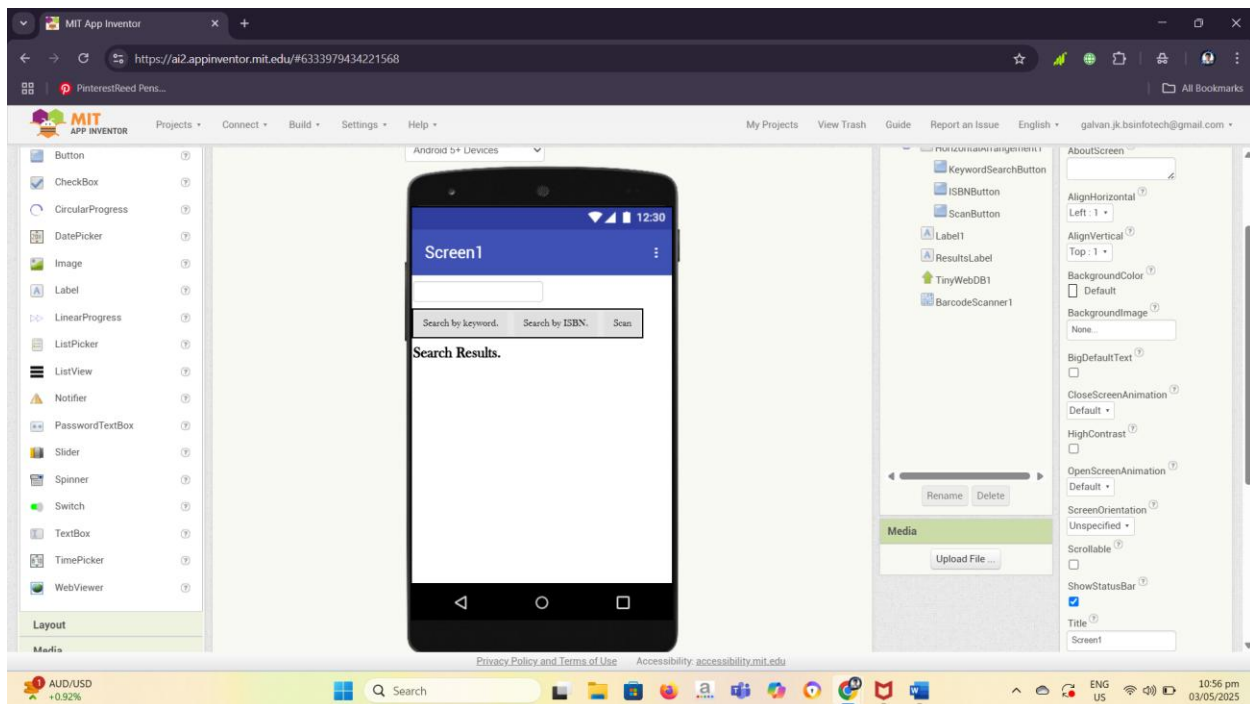 MIT App Inventor
https://ai2.appinventor.mit.edu/#6333979434221568
PinterestReed Pens...
All Bookmarks
MIT
APP INVENTOR
Projects
Connect
Build
Settings
Help
My Projects
View Trash
Guide
Report an Issue
English
galvan.jk.bsinfotech@gmail.com
Button
CheckBox
CircularProgress
DatePicker
Image
Label
LinearProgress
ListPicker
ListView
Notifier
PasswordTextBox
Slider
Spinner
Switch
TextBox
TimePicker
WebViewer
Layout
Media
Android 5+ Devices
12:30
Screen1
Search by keyword.
Search by ISBN.
Scan
Search Results.
HorizontalArrangement1
KeywordSearchButton
ISBNButton
ScanButton
Label1
ResultsLabel
TinyWebDB1
BarcodeScanner1
Rename
Delete
Media
Upload File ...
AboutScreen
AlignHorizontal
Left : 1
AlignVertical
Top : 1
BackgroundColor
Default
BackgroundImage
None...
BigDefaultText
CloseScreenAnimation
Default
HighContrast
OpenScreenAnimation
Default
ScreenOrientation
Unspecified
Scrollable
ShowStatusBar
Title
Screen1
Privacy Policy and Terms of Use
Accessibility: accessibility.mit.edu
1
AUD/USD
+0.92%
Search
ENG
US
10:56 pm
03/05/2025